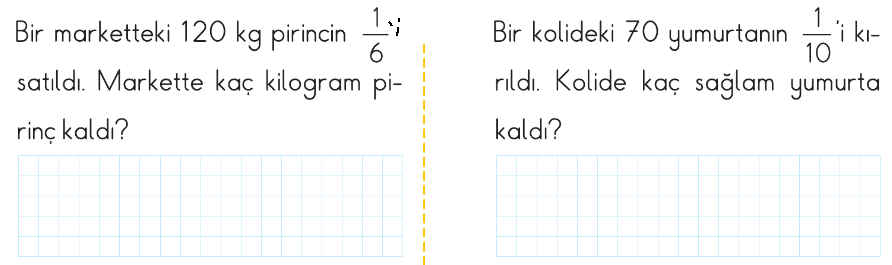 Bir marketteki 120 kg pirincin 1/6'i
satıldı. Markette kaç kilogram pi-
rinç kaldı?
Bir kolideki 70 yumurtanın 1/10'i kı-
rıldı. Kolide kaç sağlam yumurta
kaldı?